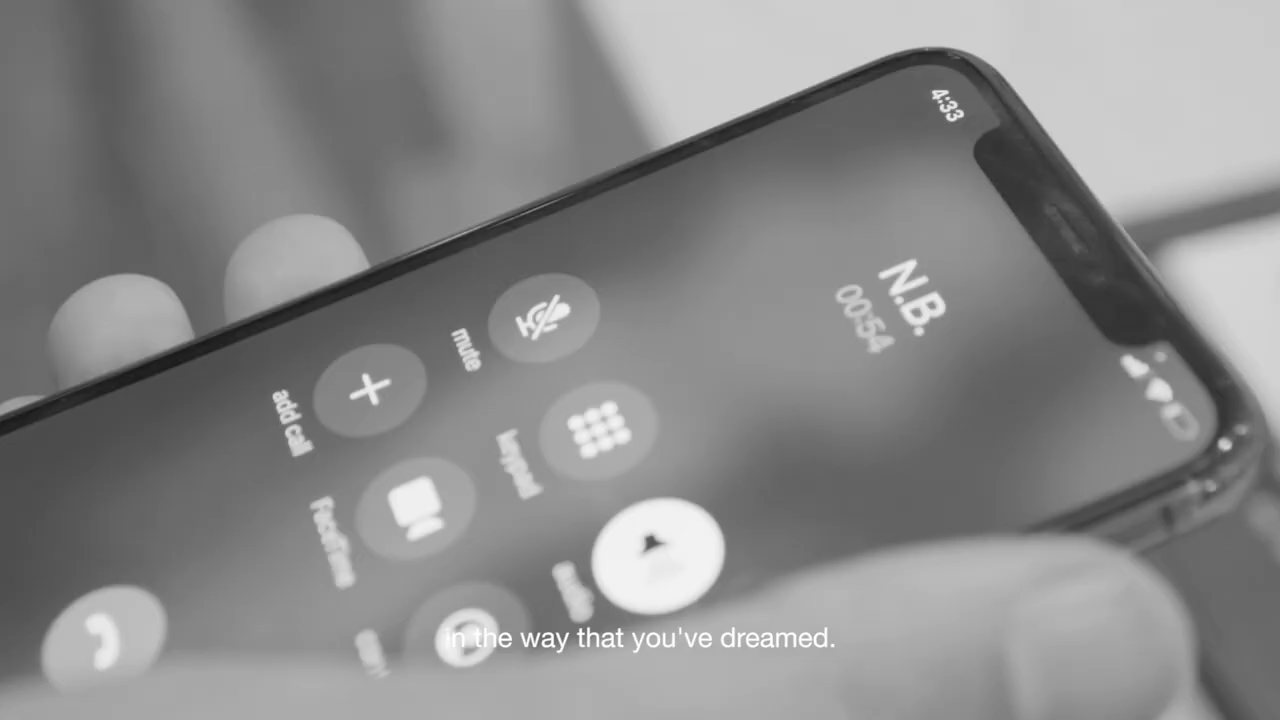 4:33
N.B.
00:54
mute
keypad
audio
add call
FaceTime
in the way that you've dreamed.